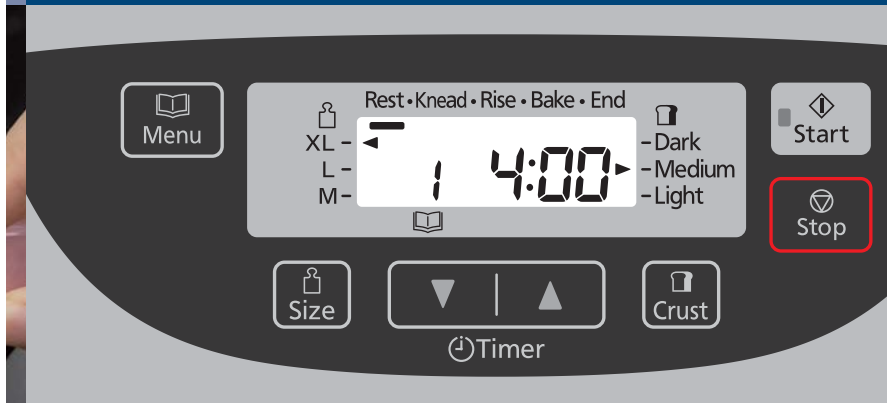 Menu
Rest • Knead • Rise • Bake • End
XL
L
M
1 4:00
Dark
Medium
Light
Start
Stop
Size
Crust
Timer